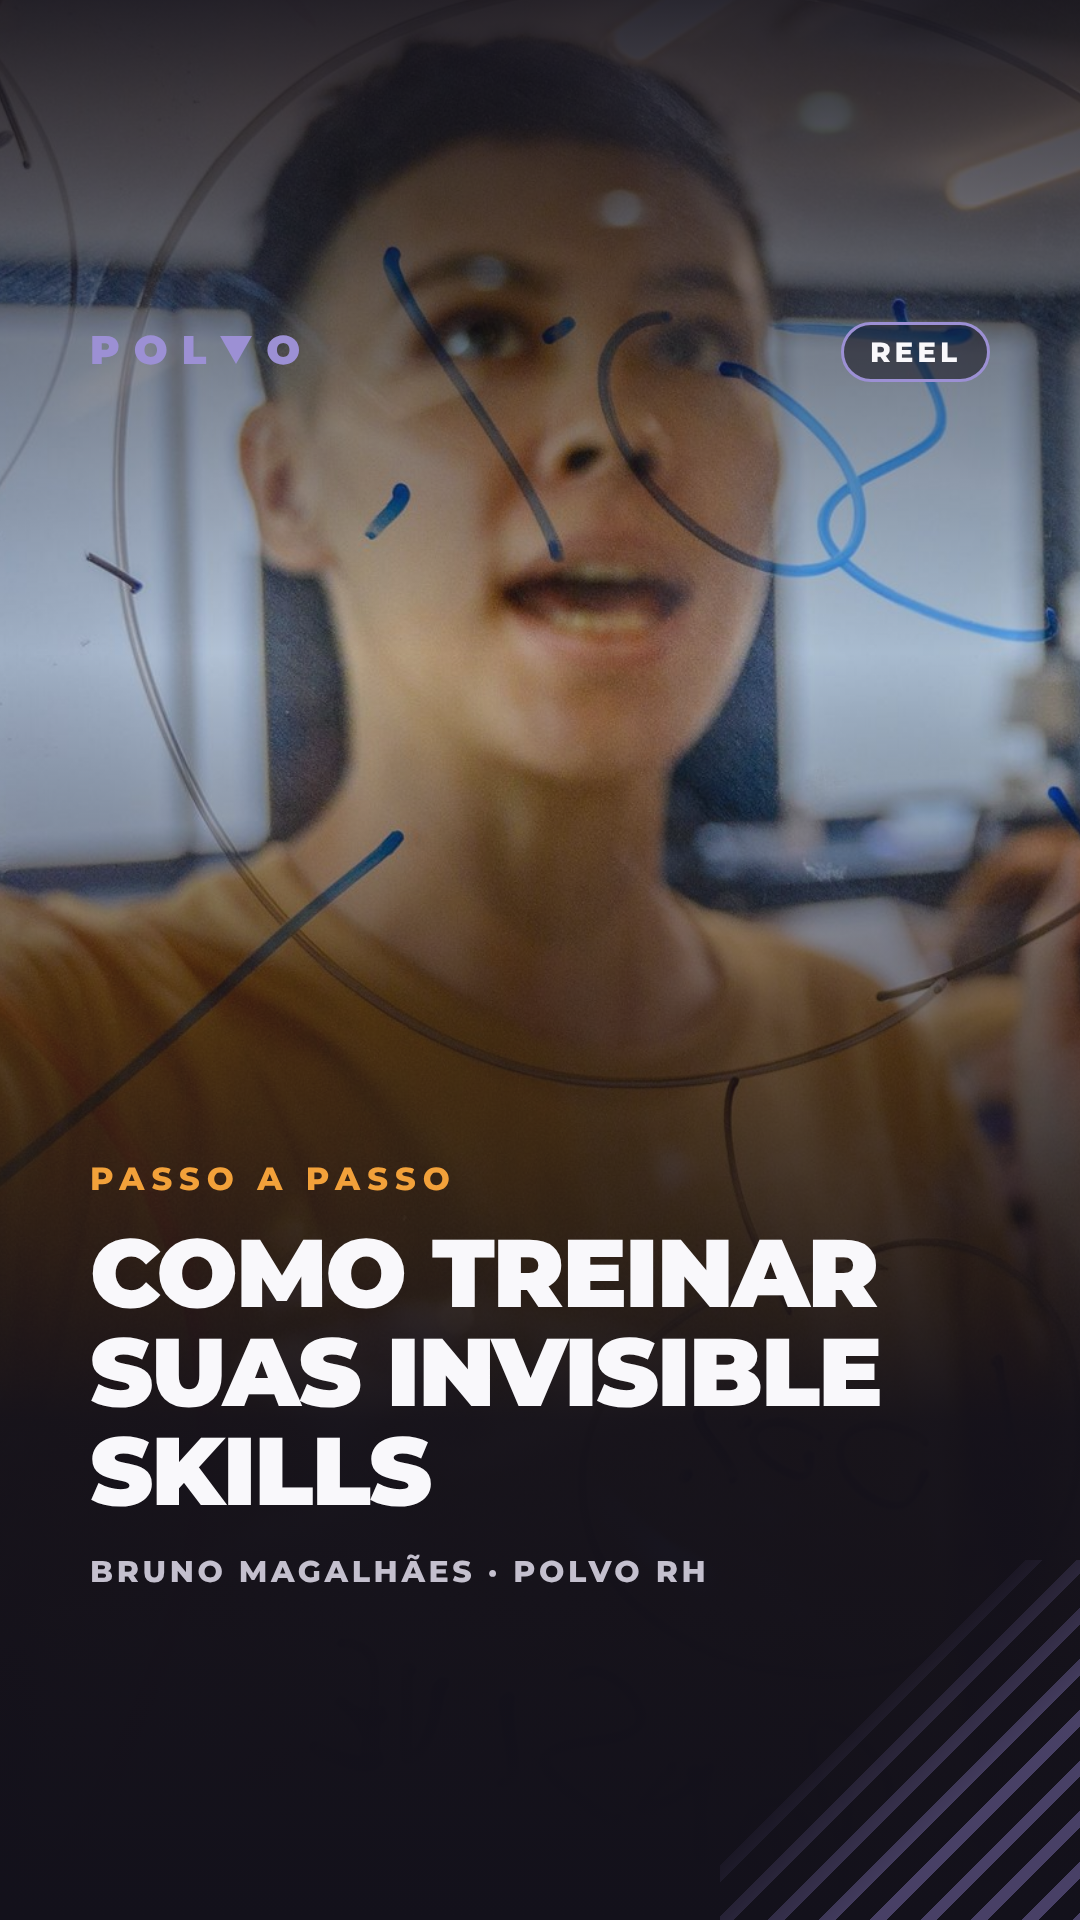 POLVO
REEL
PASSO A PASSO
COMO TREINAR
SUAS INVISIBLE
SKILLS
BRUNO MAGALHÃES · POLVO RH